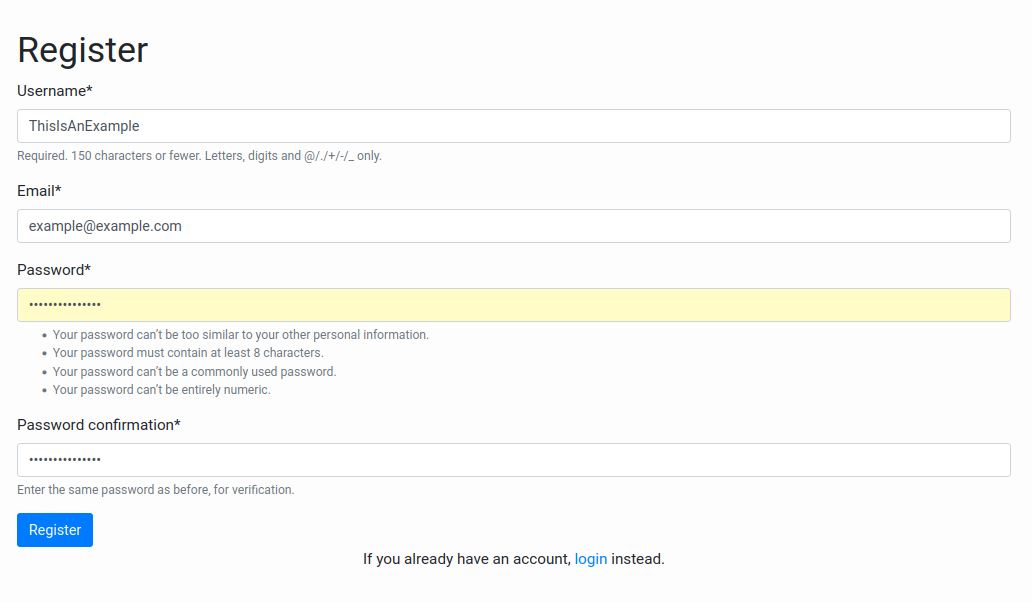 Register
Username*
ThisIsAnExample
Required. 150 characters or fewer. Letters, digits and @/./+/-/_ only.
Email*
example@example.com
Password*
•••••••••••••••
• Your password can't be too similar to your other personal information.
• Your password must contain at least 8 characters.
• Your password can't be a commonly used password.
• Your password can't be entirely numeric.
Password confirmation*
•••••••••••••••
Enter the same password as before, for verification.
Register
If you already have an account, login instead.